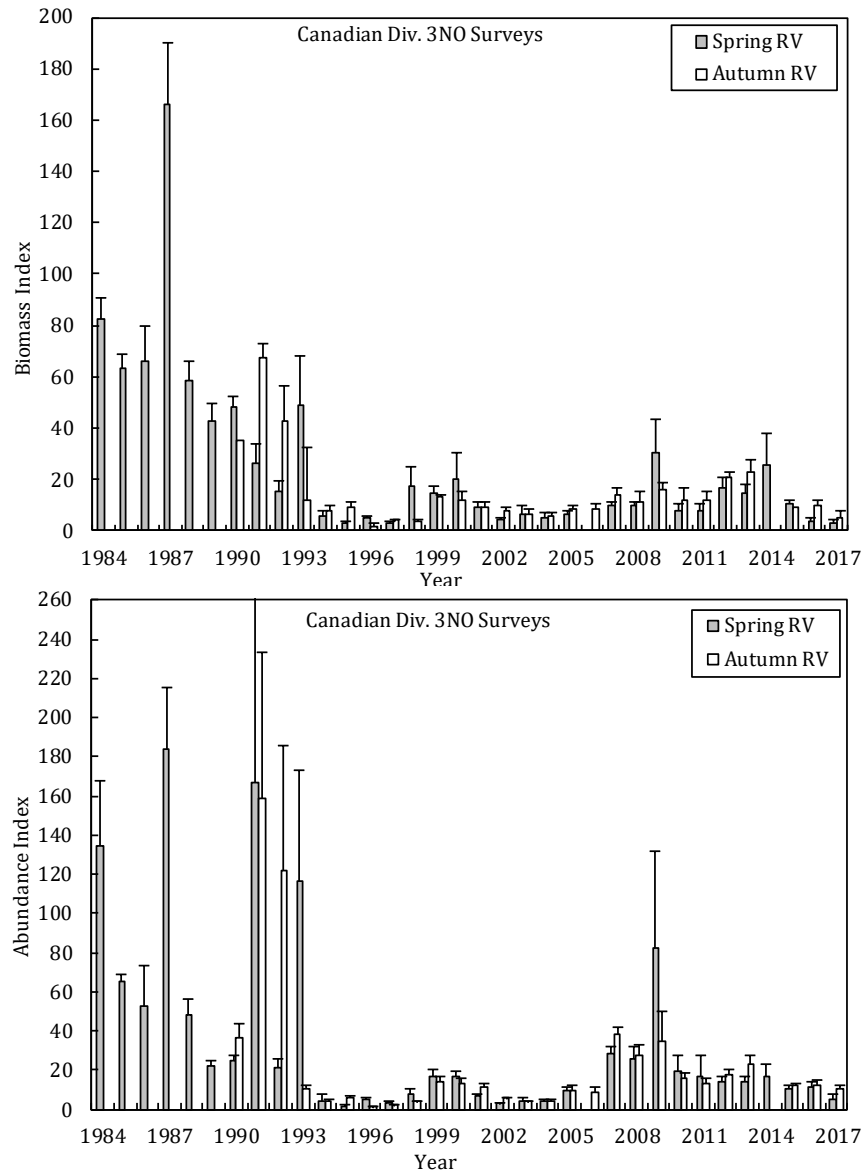 Canadian Div. 3NO Surveys
Spring RV
Autumn RV
Biomass Index
200
180
160
140
120
100
80
60
40
20
0
1984 1987 1990 1993 1996 1999 2002 2005 2008 2011 2014 2017
Year
Canadian Div. 3NO Surveys
Spring RV
Autumn RV
Abundance Index
260
240
220
200
180
160
140
120
100
80
60
40
20
0
1984 1987 1990 1993 1996 1999 2002 2005 2008 2011 2014 2017
Year